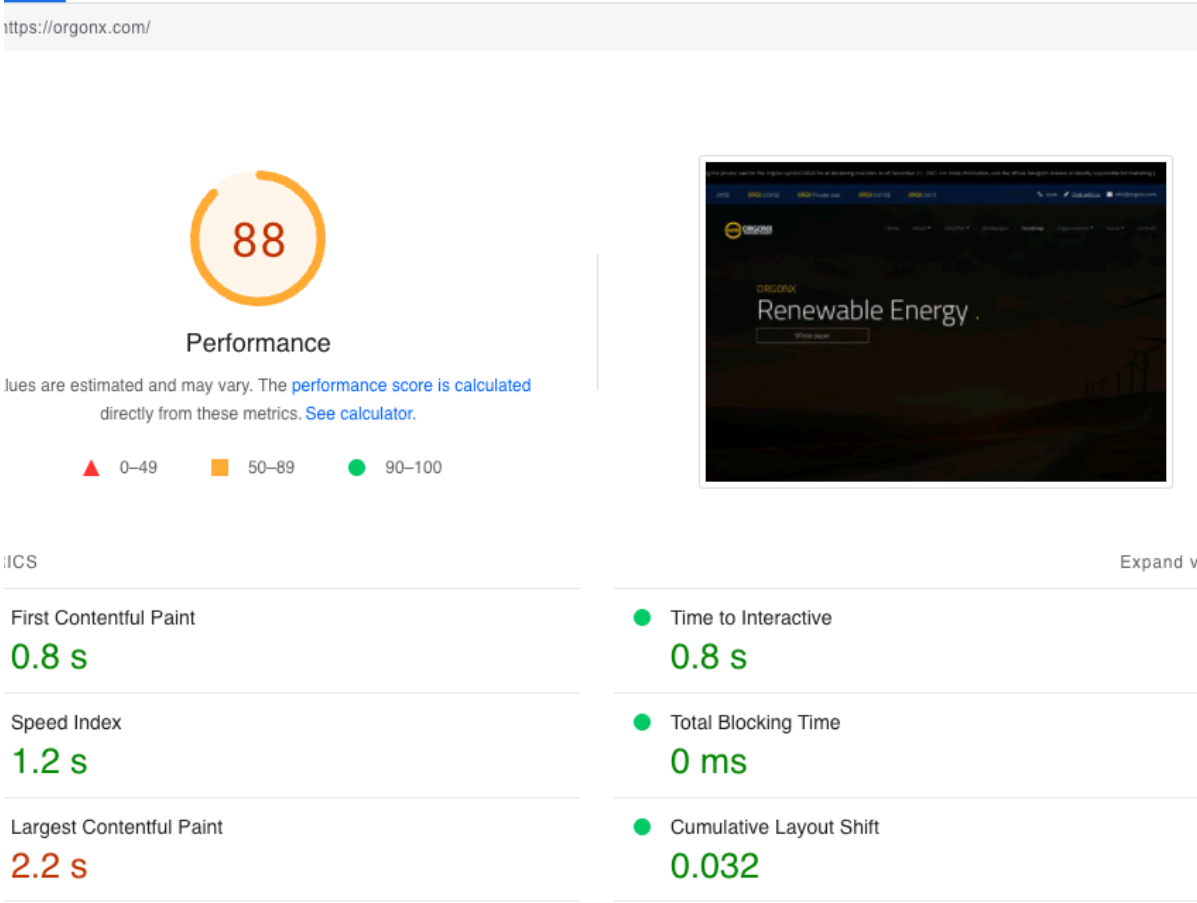 https://orgonx.com/
88
Performance
lues are estimated and may vary. The performance score is calculated
directly from these metrics. See calculator.
0–49 50–89 90–100
ORGONX
ORGONX
Renewable Energy .
White paper
ICS
Expand v
First Contentful Paint
0.8 s
Time to Interactive
0.8 s
Speed Index
1.2 s
Total Blocking Time
0 ms
Largest Contentful Paint
2.2 s
Cumulative Layout Shift
0.032